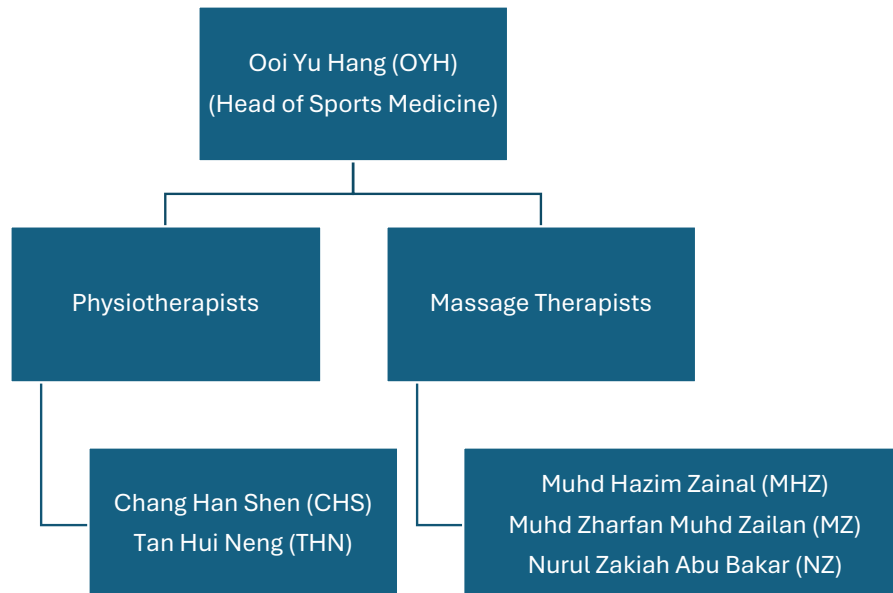 Ooi Yu Hang (OYH)
(Head of Sports Medicine)
Physiotherapists
Massage Therapists
Chang Han Shen (CHS)
Tan Hui Neng (THN)
Muhd Hazim Zainal (MHZ)
Muhd Zharfan Muhd Zailan (MZ)
Nurul Zakiah Abu Bakar (NZ)